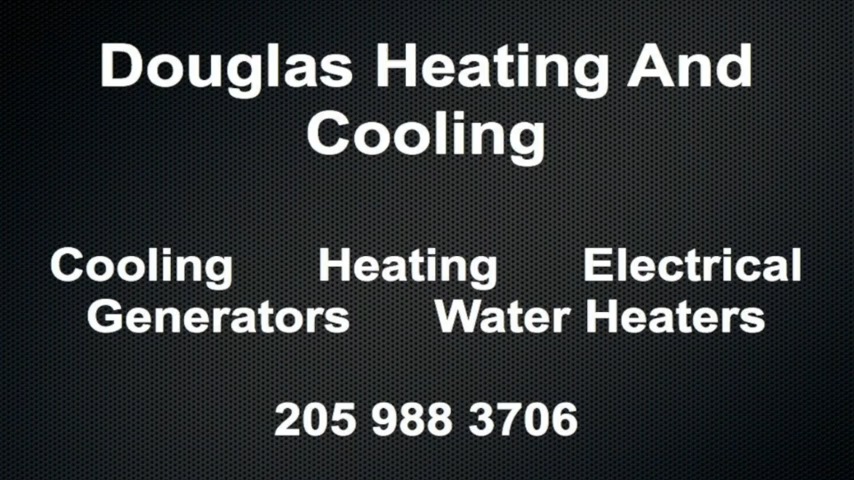 Douglas Heating And
Cooling
Cooling Heating Electrical
Generators Water Heaters
205 988 3706